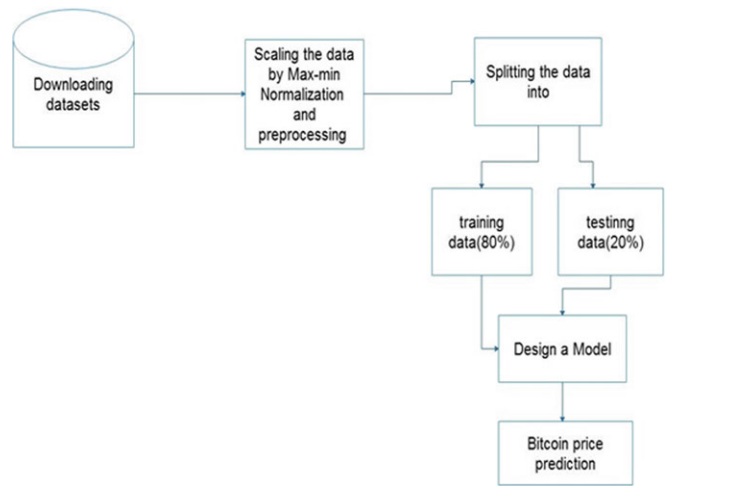 Downloading
datasets
Scaling the data
by Max-min
Normalization
and
preprocessing
Splitting the data
into
training
data(80%)
testinng
data(20%)
Design a Model
Bitcoin price
prediction